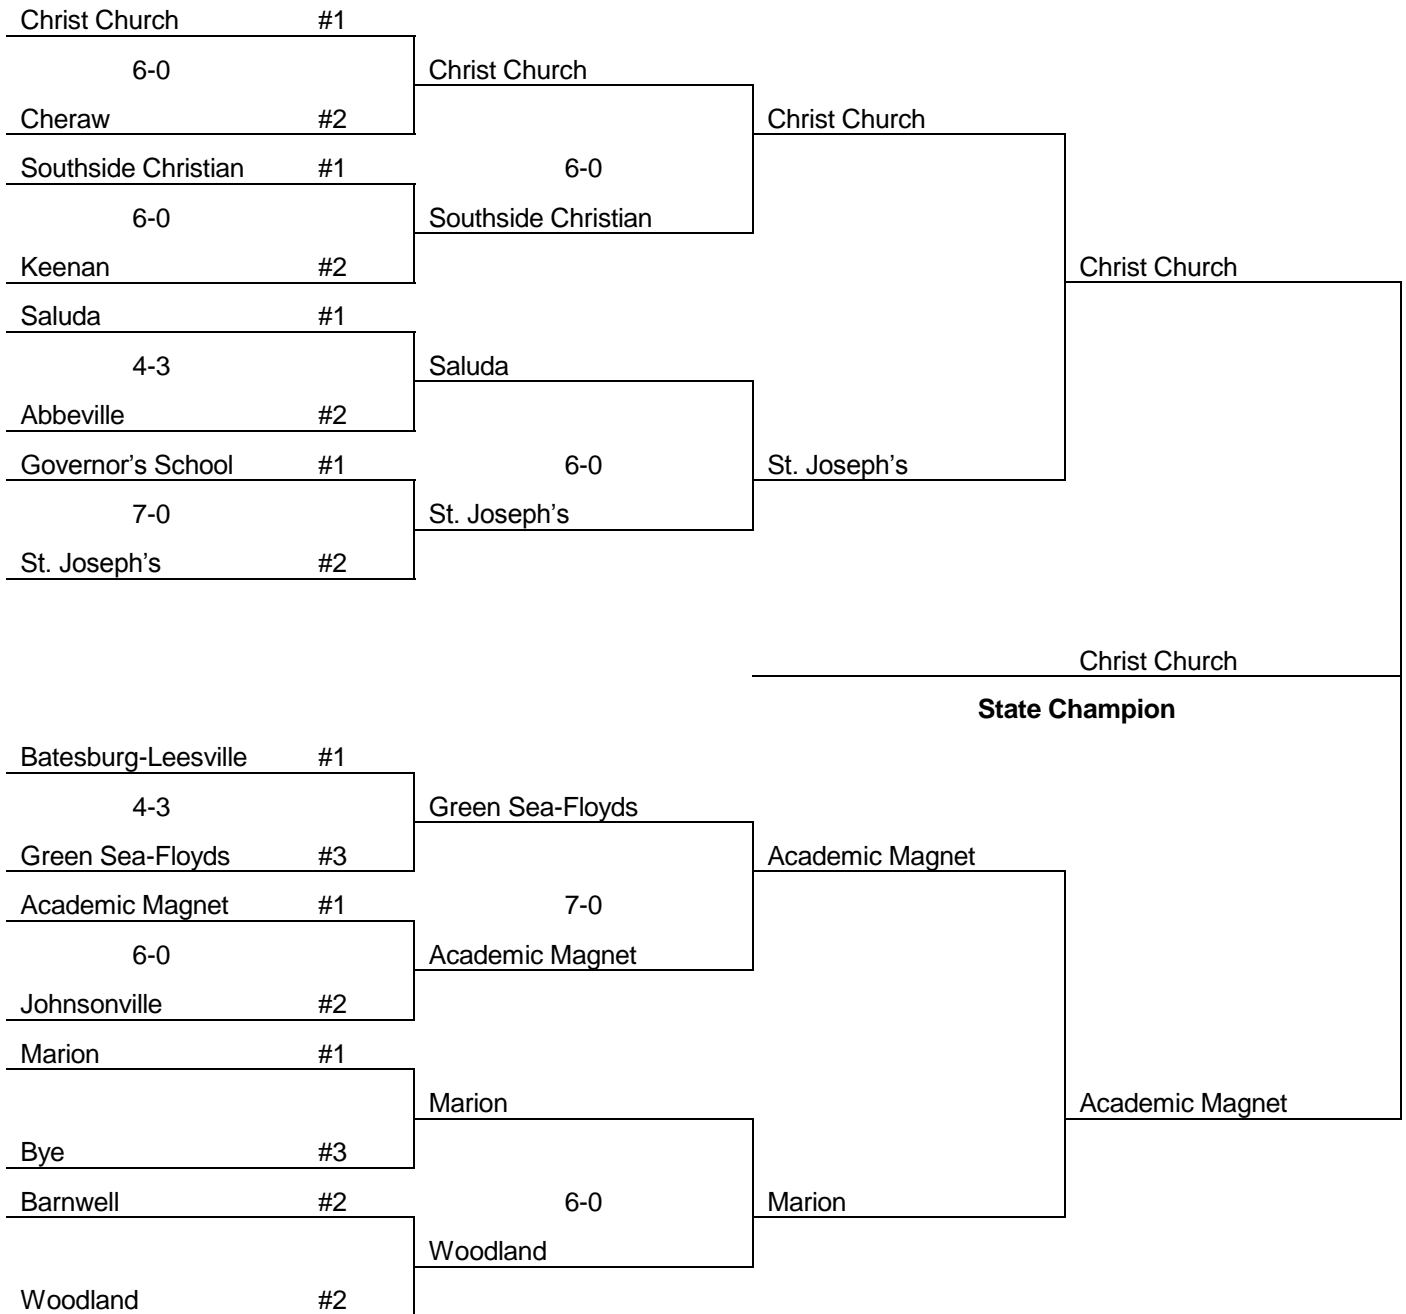 Christ Church #1
6-0 Christ Church
Cheraw #2 Christ Church
Southside Christian #1 6-0
6-0 Southside Christian
Keenan #2 Christ Church
Saluda #1
4-3 Saluda
Abbeville #2
Governor’s School #1 6-0 St. Joseph’s
7-0 St. Joseph’s
St. Joseph’s #2
Christ Church
State Champion
Batesburg-Leesville #1
4-3 Green Sea-Floyds
Green Sea-Floyds #3 Academic Magnet
Academic Magnet #1 7-0
6-0 Academic Magnet
Johnsonville #2
Marion #1
Marion Academic Magnet
Bye #3
Barnwell #2 6-0 Marion
Woodland
Woodland #2